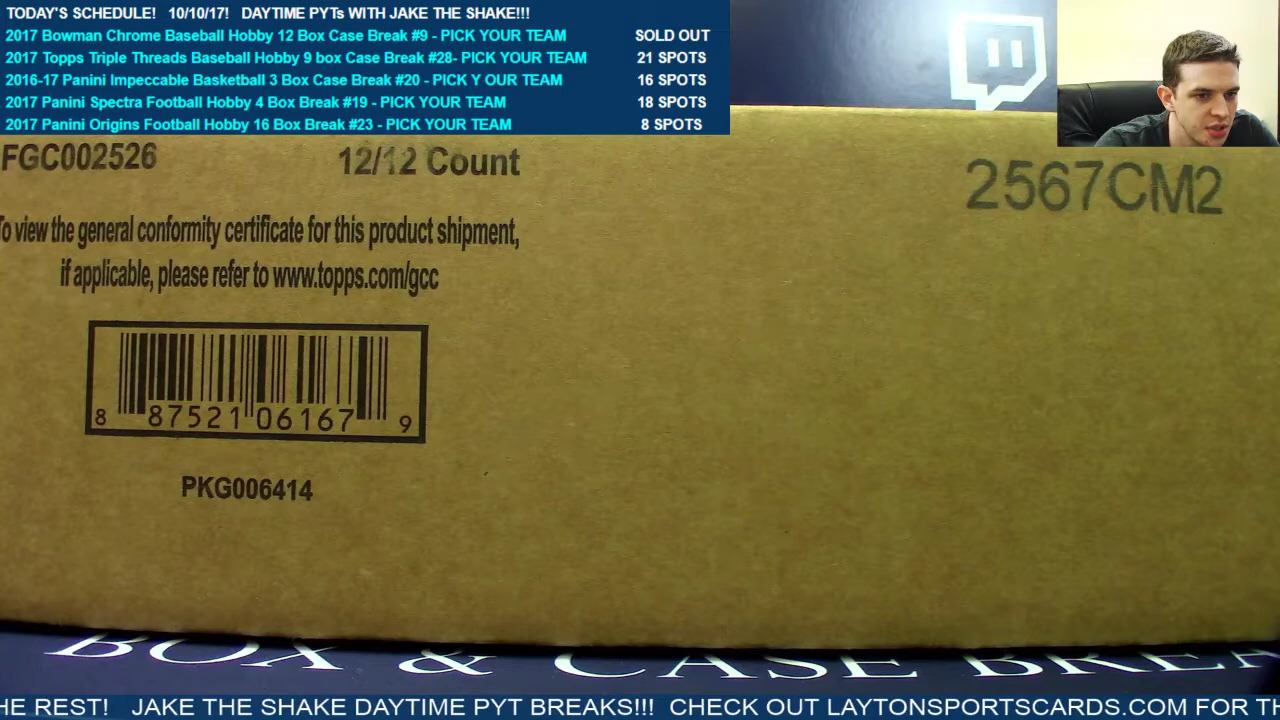 TODAY'S SCHEDULE! 10/10/17! DAYTIME PYTs WITH JAKE THE SHAKE!!!
2017 Bowman Chrome Baseball Hobby 12 Box Case Break #9 - PICK YOUR TEAM SOLD OUT
2017 Topps Triple Threads Baseball Hobby 9 box Case Break #28- PICK YOUR TEAM 21 SPOTS
2016-17 Panini Impeccable Basketball 3 Box Case Break #20 - PICK Y OUR TEAM 16 SPOTS
2017 Panini Spectra Football Hobby 4 Box Break #19 - PICK YOUR TEAM 18 SPOTS
2017 Panini Origins Football Hobby 16 Box Break #23 - PICK YOUR TEAM 8 SPOTS
FGC002526 12/12 Count 2567CM2
To view the general conformity certificate for this product shipment,
if applicable, please refer to www.topps.com/gcc
8 87521 06167 9
PKG006414
BOX & CASE BREA
HE REST! JAKE THE SHAKE DAYTIME PYT BREAKS!!! CHECK OUT LAYTONSPORTSCARDS.COM FOR TH